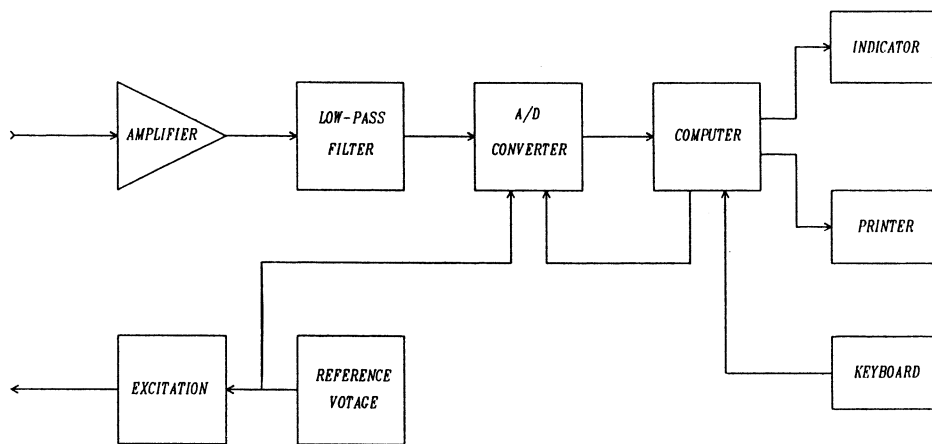 INDICATOR
AMPLIFIER
LOW-PASS
FILTER
A/D
CONVERTER
COMPUTER
PRINTER
EXCITATION
REFERENCE
VOTAGE
KEYBOARD